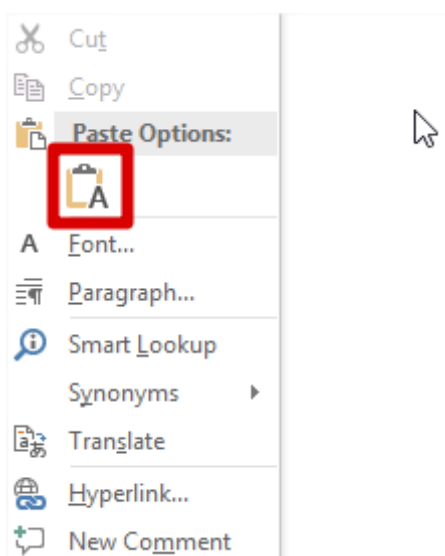 Cut
Copy
Paste Options:
A
A Font...
Paragraph...
Smart Lookup
Synonyms
Translate
Hyperlink...
New Comment